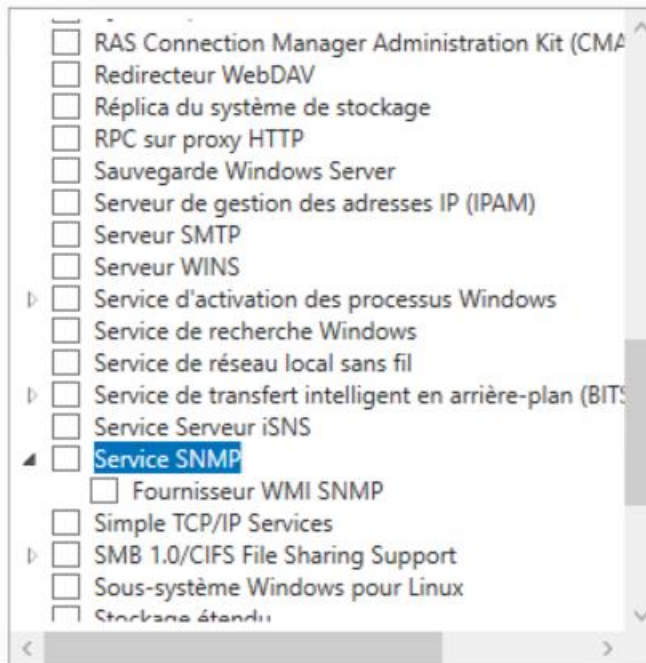 RAS Connection Manager Administration Kit (CMA
Redirecteur WebDAV
Réplica du système de stockage
RPC sur proxy HTTP
Sauvegarde Windows Server
Serveur de gestion des adresses IP (IPAM)
Serveur SMTP
Serveur WINS
Service d'activation des processus Windows
Service de recherche Windows
Service de réseau local sans fil
Service de transfert intelligent en arrière-plan (BITS
Service Serveur iSNS
Service SNMP
Fournisseur WMI SNMP
Simple TCP/IP Services
SMB 1.0/CIFS File Sharing Support
Sous-système Windows pour Linux
Stockage étendu